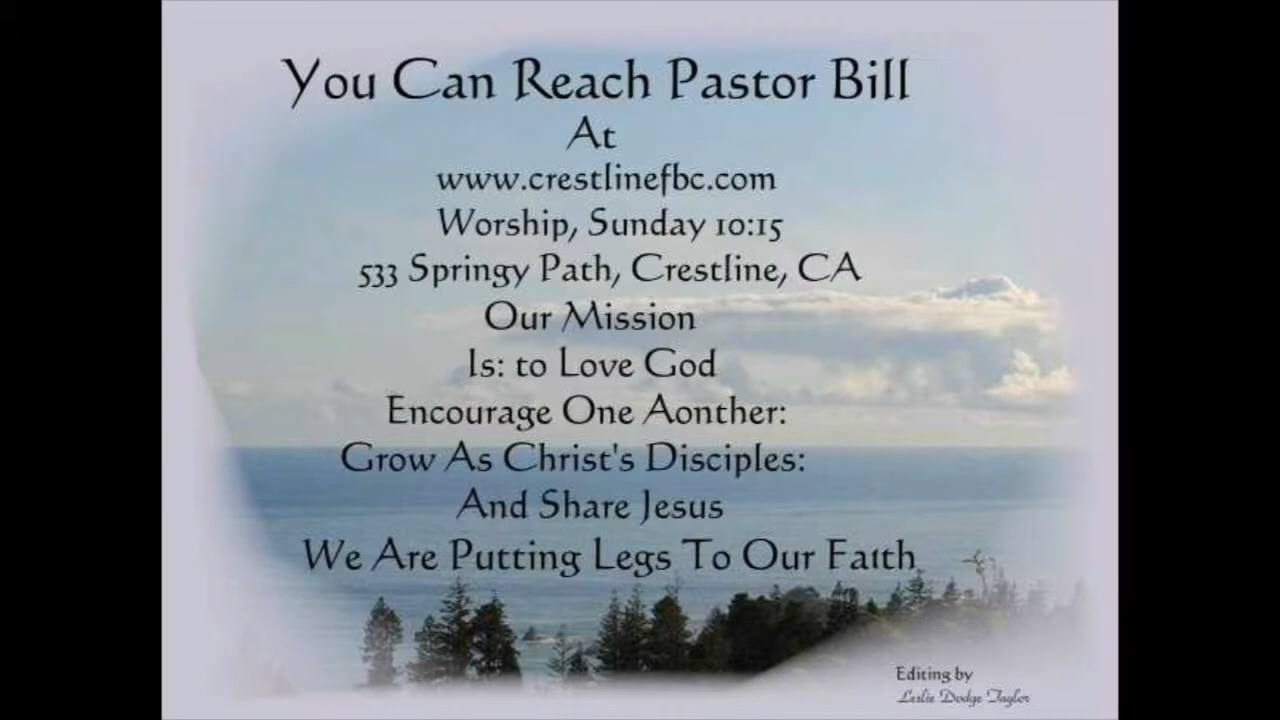 You Can Reach Pastor Bill
At
www.crestlinefbc.com
Worship, Sunday 10:15
533 Springy Path, Crestline, CA
Our Mission
Is: to Love God
Encourage One Aonther:
Grow As Christ's Disciples:
And Share Jesus
We Are Putting Legs To Our Faith
Editing by
Leslie Dodge Taylor